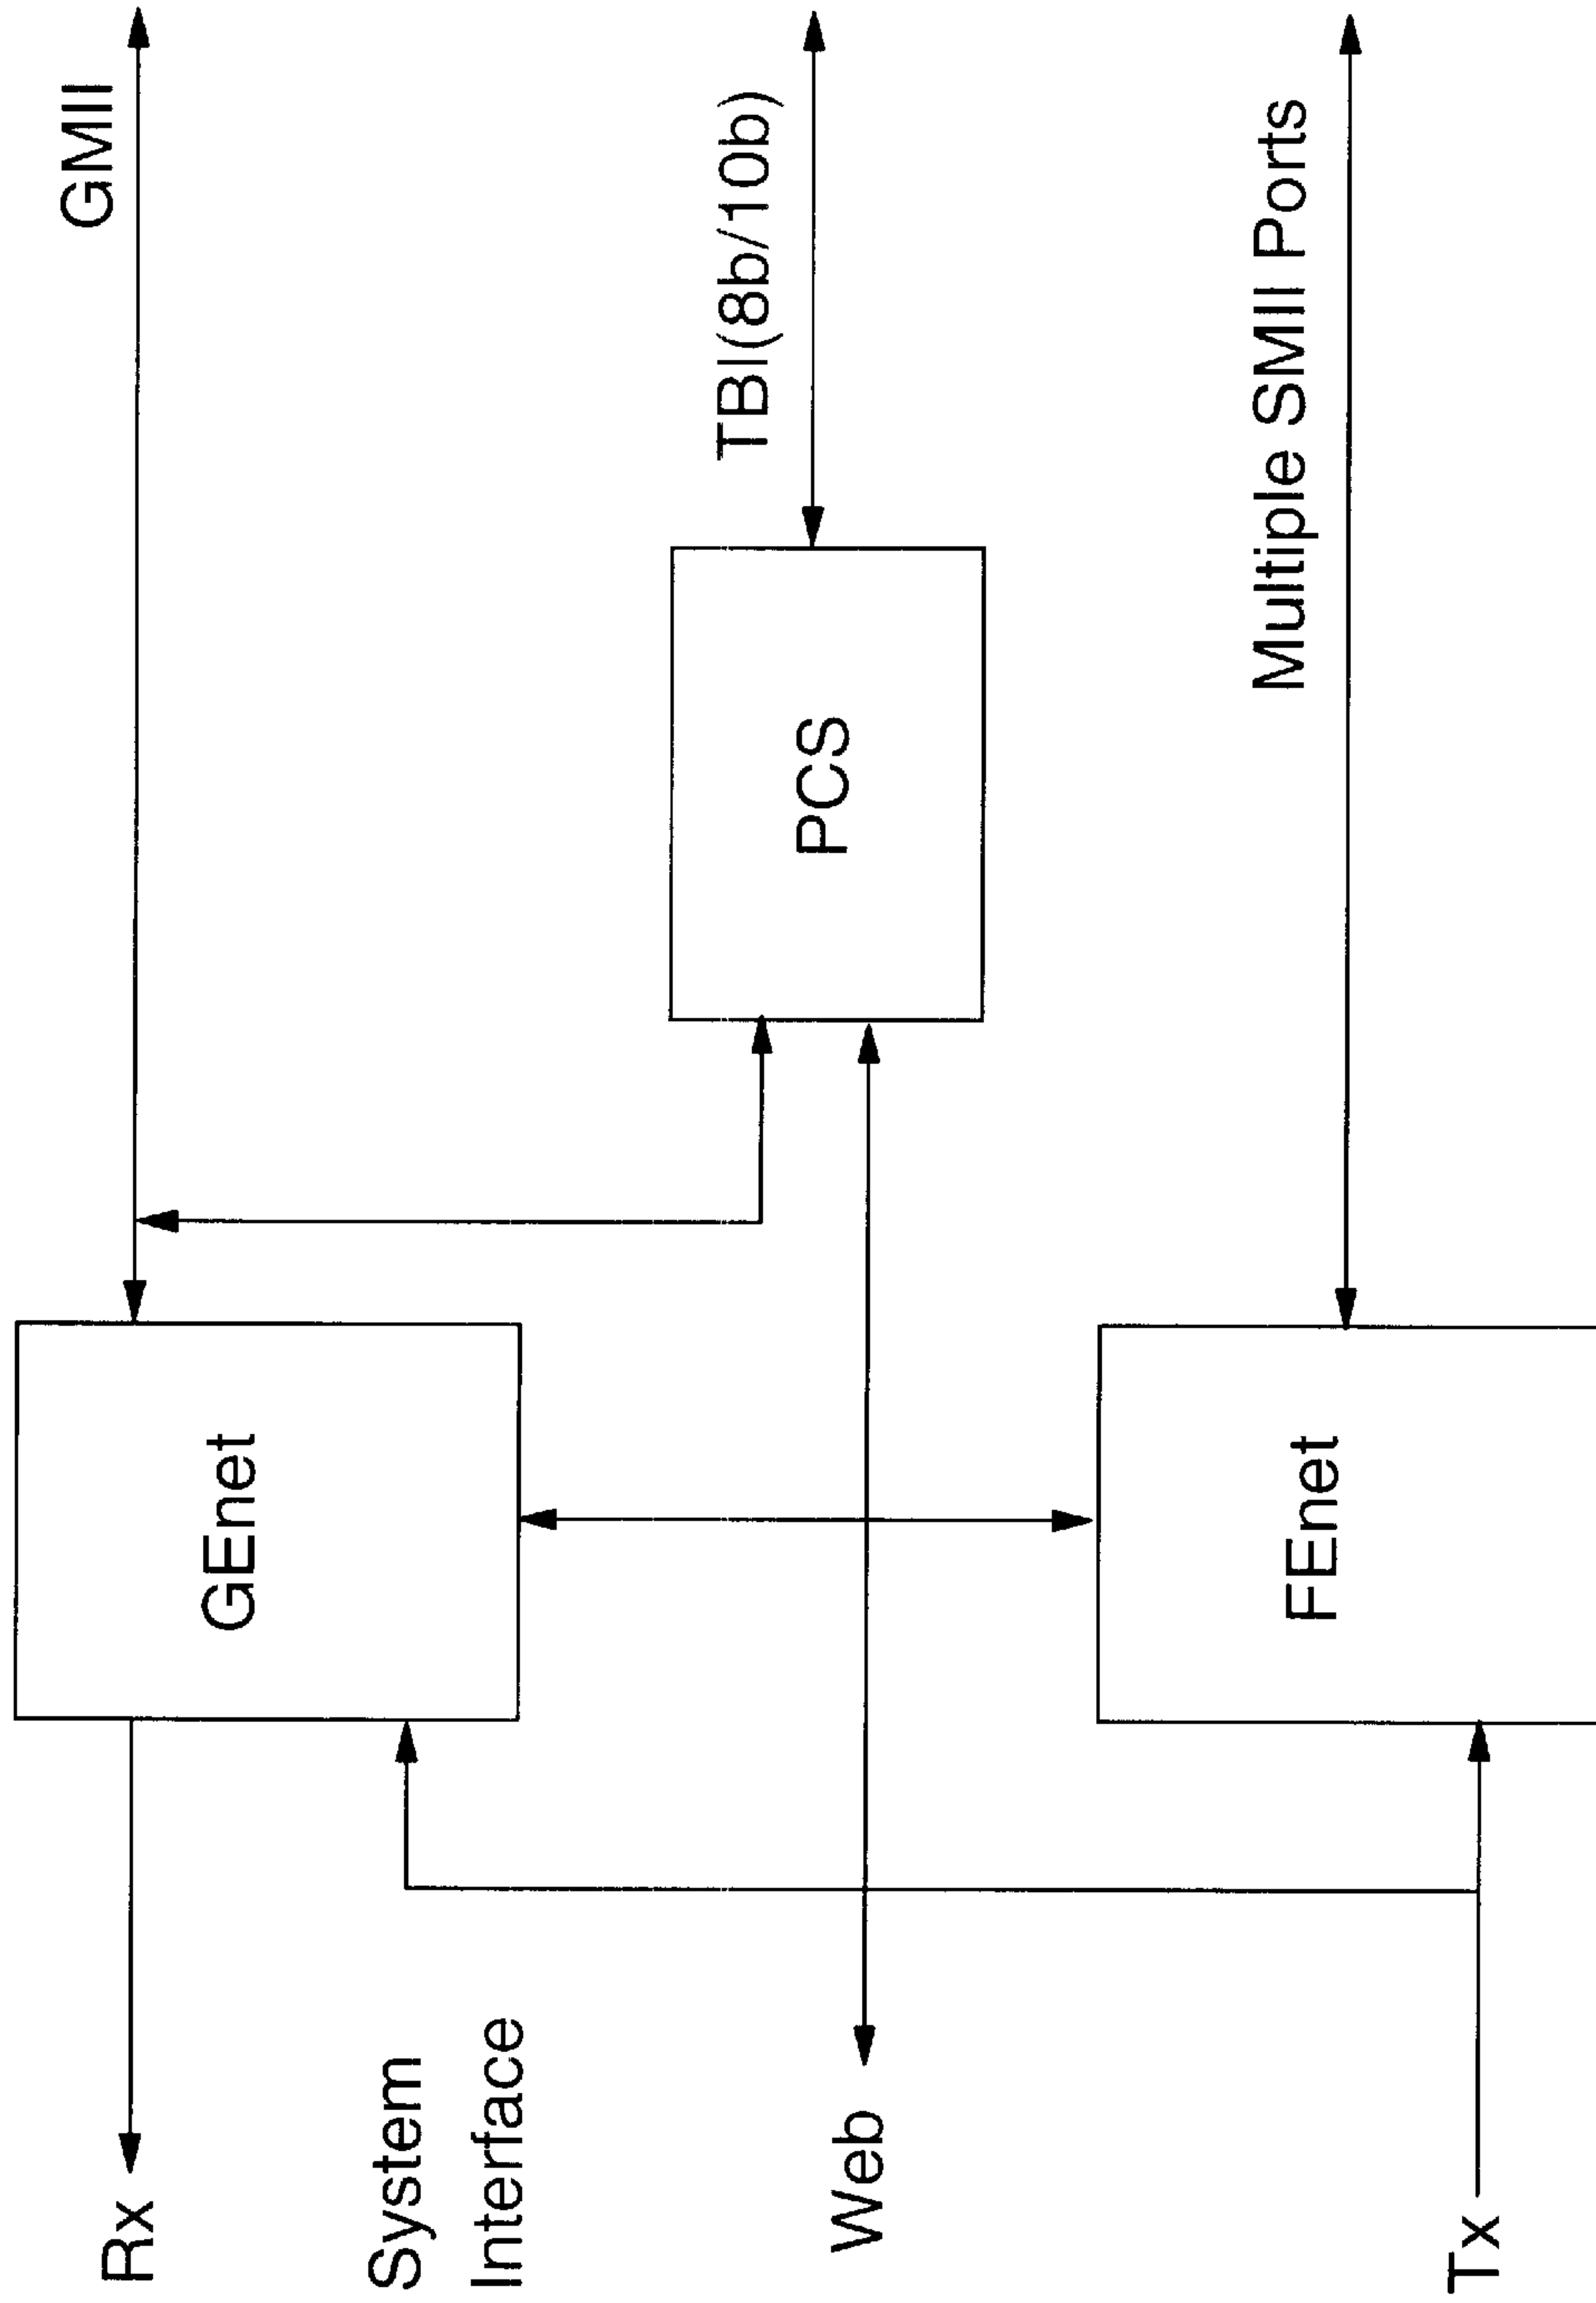 GMII
Rx
GEnet
System
Interface
TBI(8b/10b)
PCS
Web
Multiple SMII Ports
FEnet
Tx